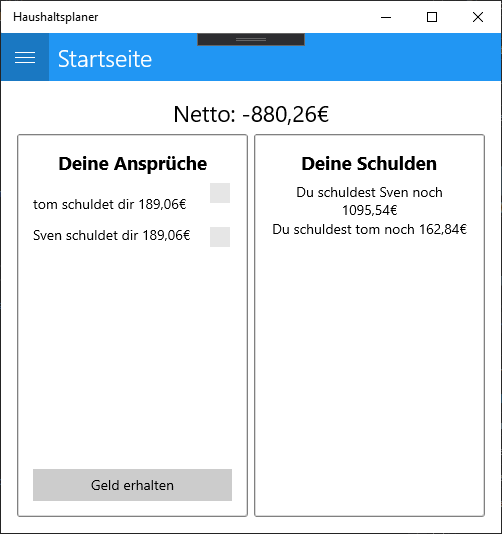 Haushaltsplaner
Startseite
Netto: -880,26€
Deine Ansprüche
tom schuldet dir 189,06€
Sven schuldet dir 189,06€
Geld erhalten
Deine Schulden
Du schuldest Sven noch
1095,54€
Du schuldest tom noch 162,84€